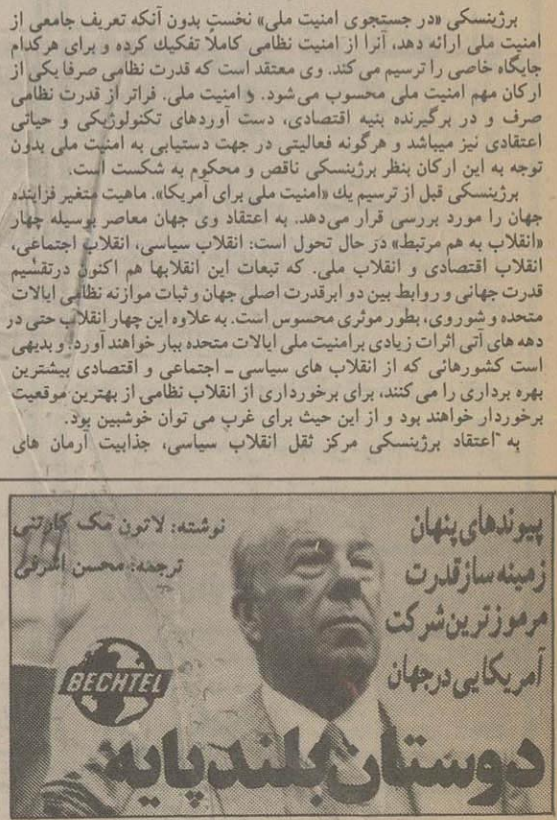 برژینسکی «در جستجوی امنیت ملی» نخست بدون آنکه تعریف جامعی از
امنیت ملی ارائه دهد، آنرا از امنیت نظامی کاملاً تفکیك کرده و برای هرکدام
جایگاه خاصی را ترسیم می کند. وی معتقد است که قدرت نظامی صرفا یکی از
ارکان مهم امنیت ملی محسوب می شود. و امنیت ملی. فراتر از قدرت نظامی
صرف و در برگیرنده بنیه اقتصادی، دست آوردهای تکنولوژیکی و حیاتی
اعتقادی نیز میباشد و هرگونه فعالیتی در جهت دستیابی به امنیت ملی بدون
توجه به این ارکان بنظر برژینسکی ناقص و محکوم به شکست است.
برژینسکی قبل از ترسیم یك «امنیت ملی برای آمریکا». ماهیت متغیر فزاینده
جهان را مورد بررسی قرار می دهد. به اعتقاد وی جهان معاصر بوسیله چهار
«انقلاب به هم مرتبط» در حال تحول است: انقلاب سیاسی، انقلاب اجتماعی،
انقلاب اقتصادی و انقلاب ملی. که تبعات این انقلابها هم اکنون درتقسیم
قدرت جهانی و روابط بین دو ابرقدرت اصلی جهان و ثبات موازنه نظامی ایالات
متحده و شوروی، بطور موثری محسوس است. به علاوه این چهار انقلاب حتی در
دهه های آتی اثرات زیادی برامنیت ملی ایالات متحده ببار خواهند آورد. وبدیهی
است کشورهائی که از انقلاب های سیاسی ـ اجتماعی و اقتصادی بیشترین
بهره برداری را می کنند، برای برخورداری از انقلاب نظامی از بهترین موقعیت
برخوردار خواهند بود و از این حیث برای غرب می توان خوشبین بود.
به اعتقاد برژینسکی مرکز ثقل انقلاب سیاسی، جذابیت آرمان های
پیوندهای پنهان
زمینه ساز قدرت
مرموزترین شرکت
آمریکایی درجهان
نوشته: لاتون مک کارتنی
ترجمه: محسن اشرفی
BECHTEL
دوستان بلندپایه